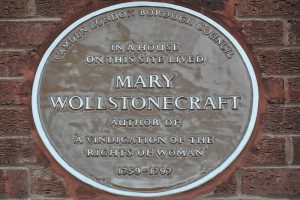 CAMDEN LONDON BOROUGH COUNCIL
IN A HOUSE
ON THIS SITE LIVED
MARY
WOLLSTONECRAFT
AUTHOR OF
"A VINDICATION OF THE
RIGHTS OF WOMAN"
1759-1797